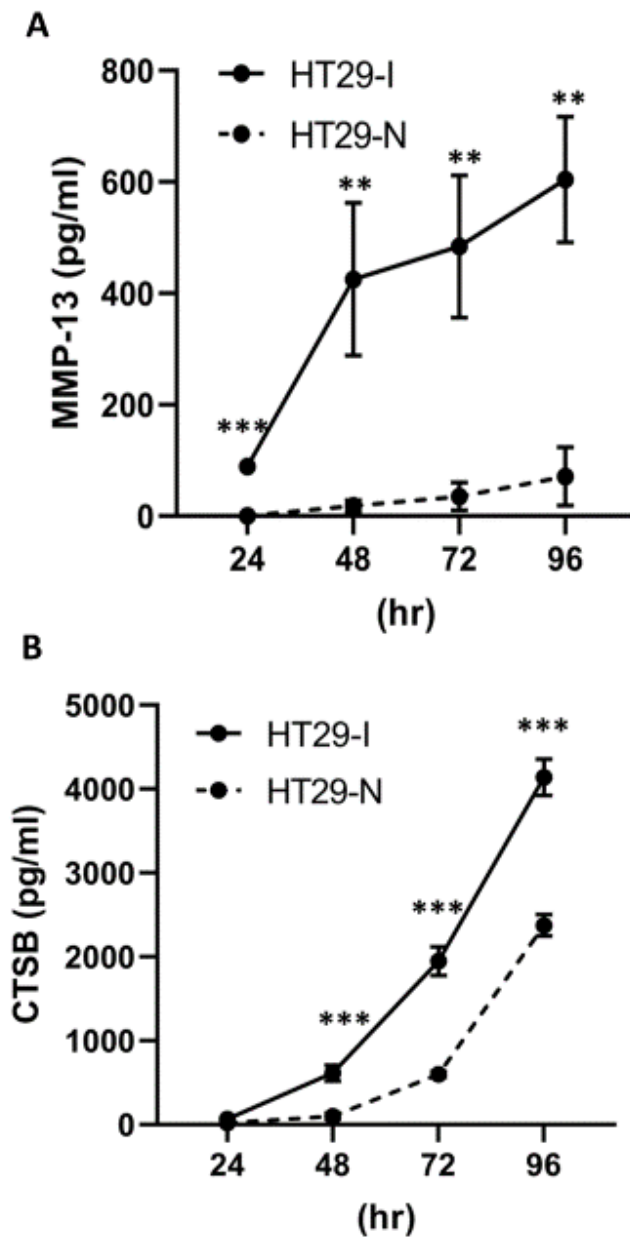 A
HT29-I
HT29-N
MMP-13 (pg/ml)
800
600
400
200
0
***
**
**
**
24 48 72 96
(hr)
B
HT29-I
HT29-N
CTSB (pg/ml)
5000
4000
3000
2000
1000
0
***
***
***
24 48 72 96
(hr)